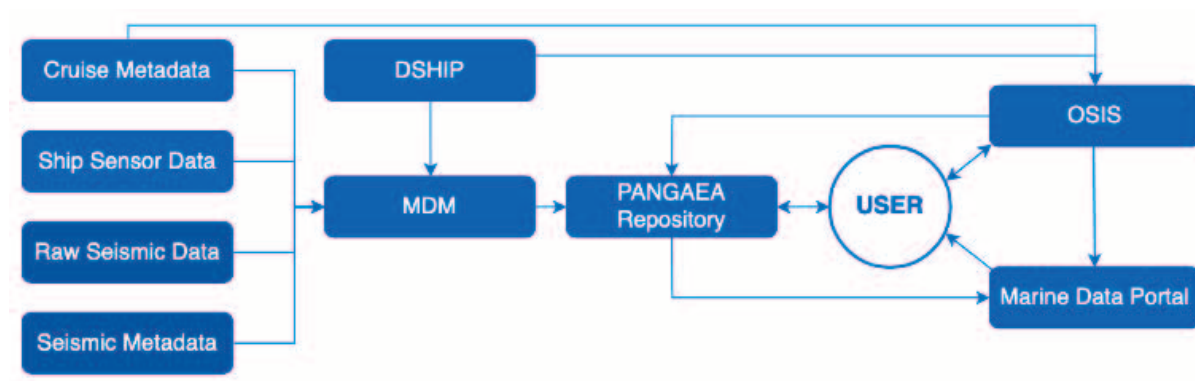 Cruise Metadata
DSHIP
OSIS
Ship Sensor Data
MDM
PANGAEA
Repository
USER
Raw Seismic Data
Marine Data Portal
Seismic Metadata